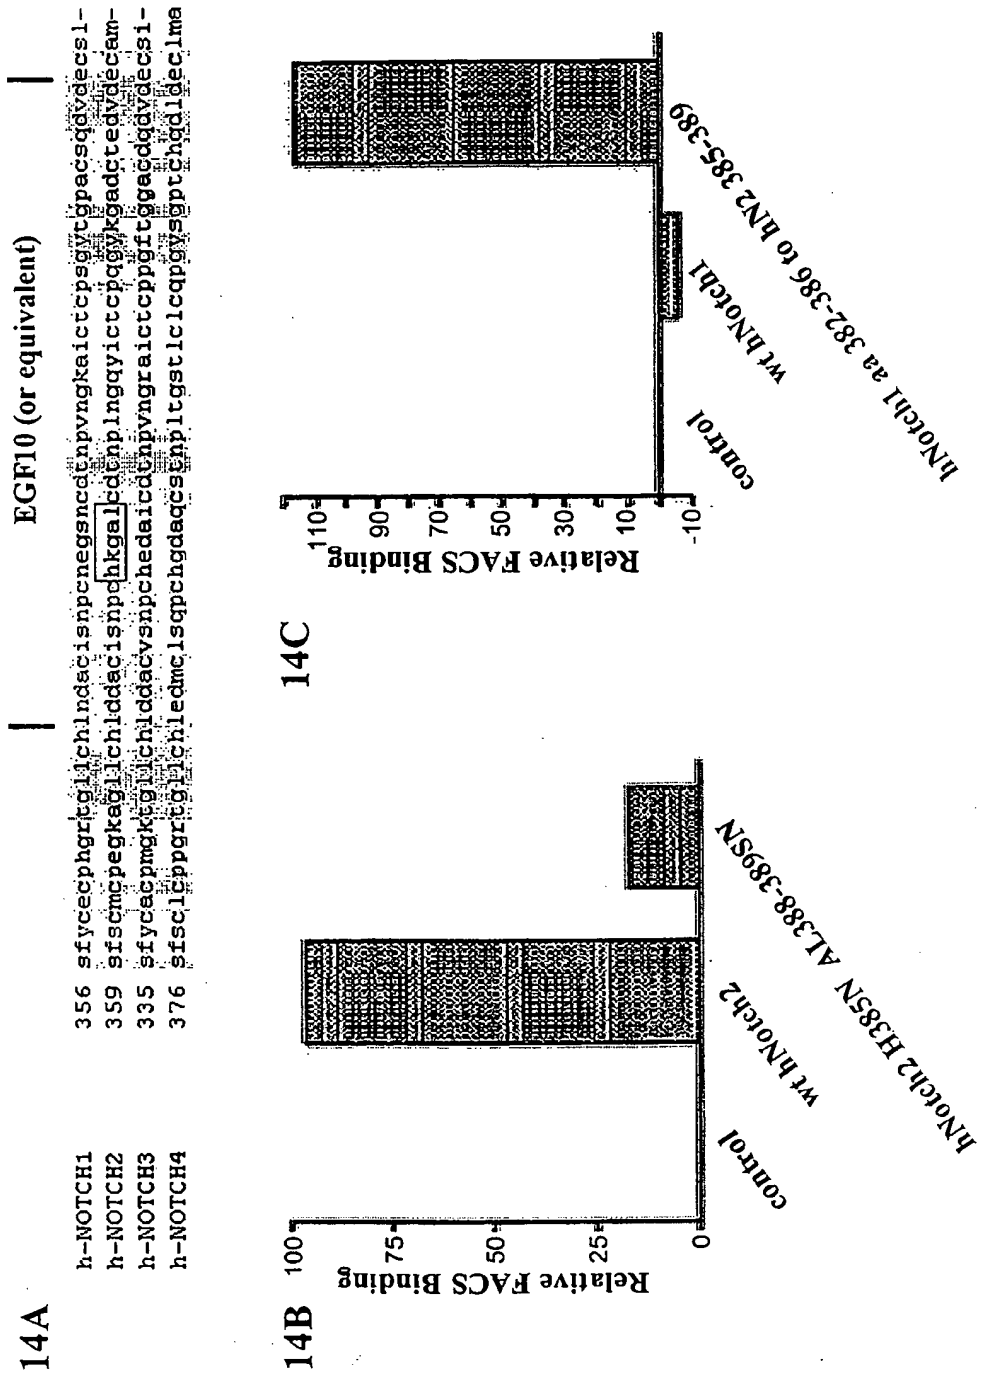 14A
EGF10 (or equivalent)
h-NOTCH1 356 sfycecphgrtgllchlndacisnpcnegsncdtnpvngkaictcpsgytgpacsqdvdecsl-
h-NOTCH2 359 sfscmcpegkagllchlddacisnpchkgalcdtnplngqyictcpqgykgadctedvdecam-
h-NOTCH3 335 sfycacpmgktgllchlddacvsnpchedaicdtnpvngraictcppgftggacdqdvdecsi-
h-NOTCH4 376 sfsclcppgrtgllchledmclsqpchgdaqcstnpltgstlclcqpgysgptchqdldeclma
14B
Relative FACS Binding
100
75
50
25
0
control
wt hNotch2
hNotch2 H385N AL388-389SN
14C
Relative FACS Binding
110
90
70
50
30
10
-10
control
wt hNotch1
hNotch1 aa 382-386 to hN2 385-389